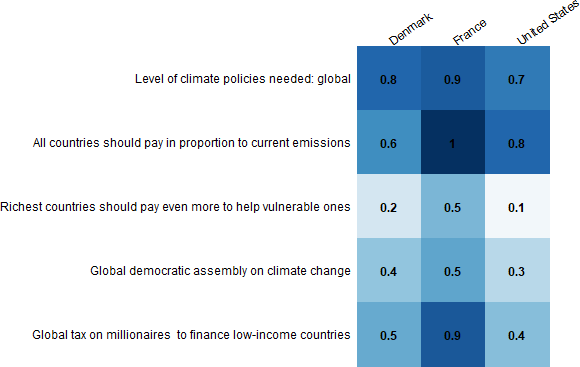 Denmark France United States
Level of climate policies needed: global 0.8 0.9 0.7
All countries should pay in proportion to current emissions 0.6 1 0.8
Richest countries should pay even more to help vulnerable ones 0.2 0.5 0.1
Global democratic assembly on climate change 0.4 0.5 0.3
Global tax on millionaires  to finance low-income countries 0.5 0.9 0.4